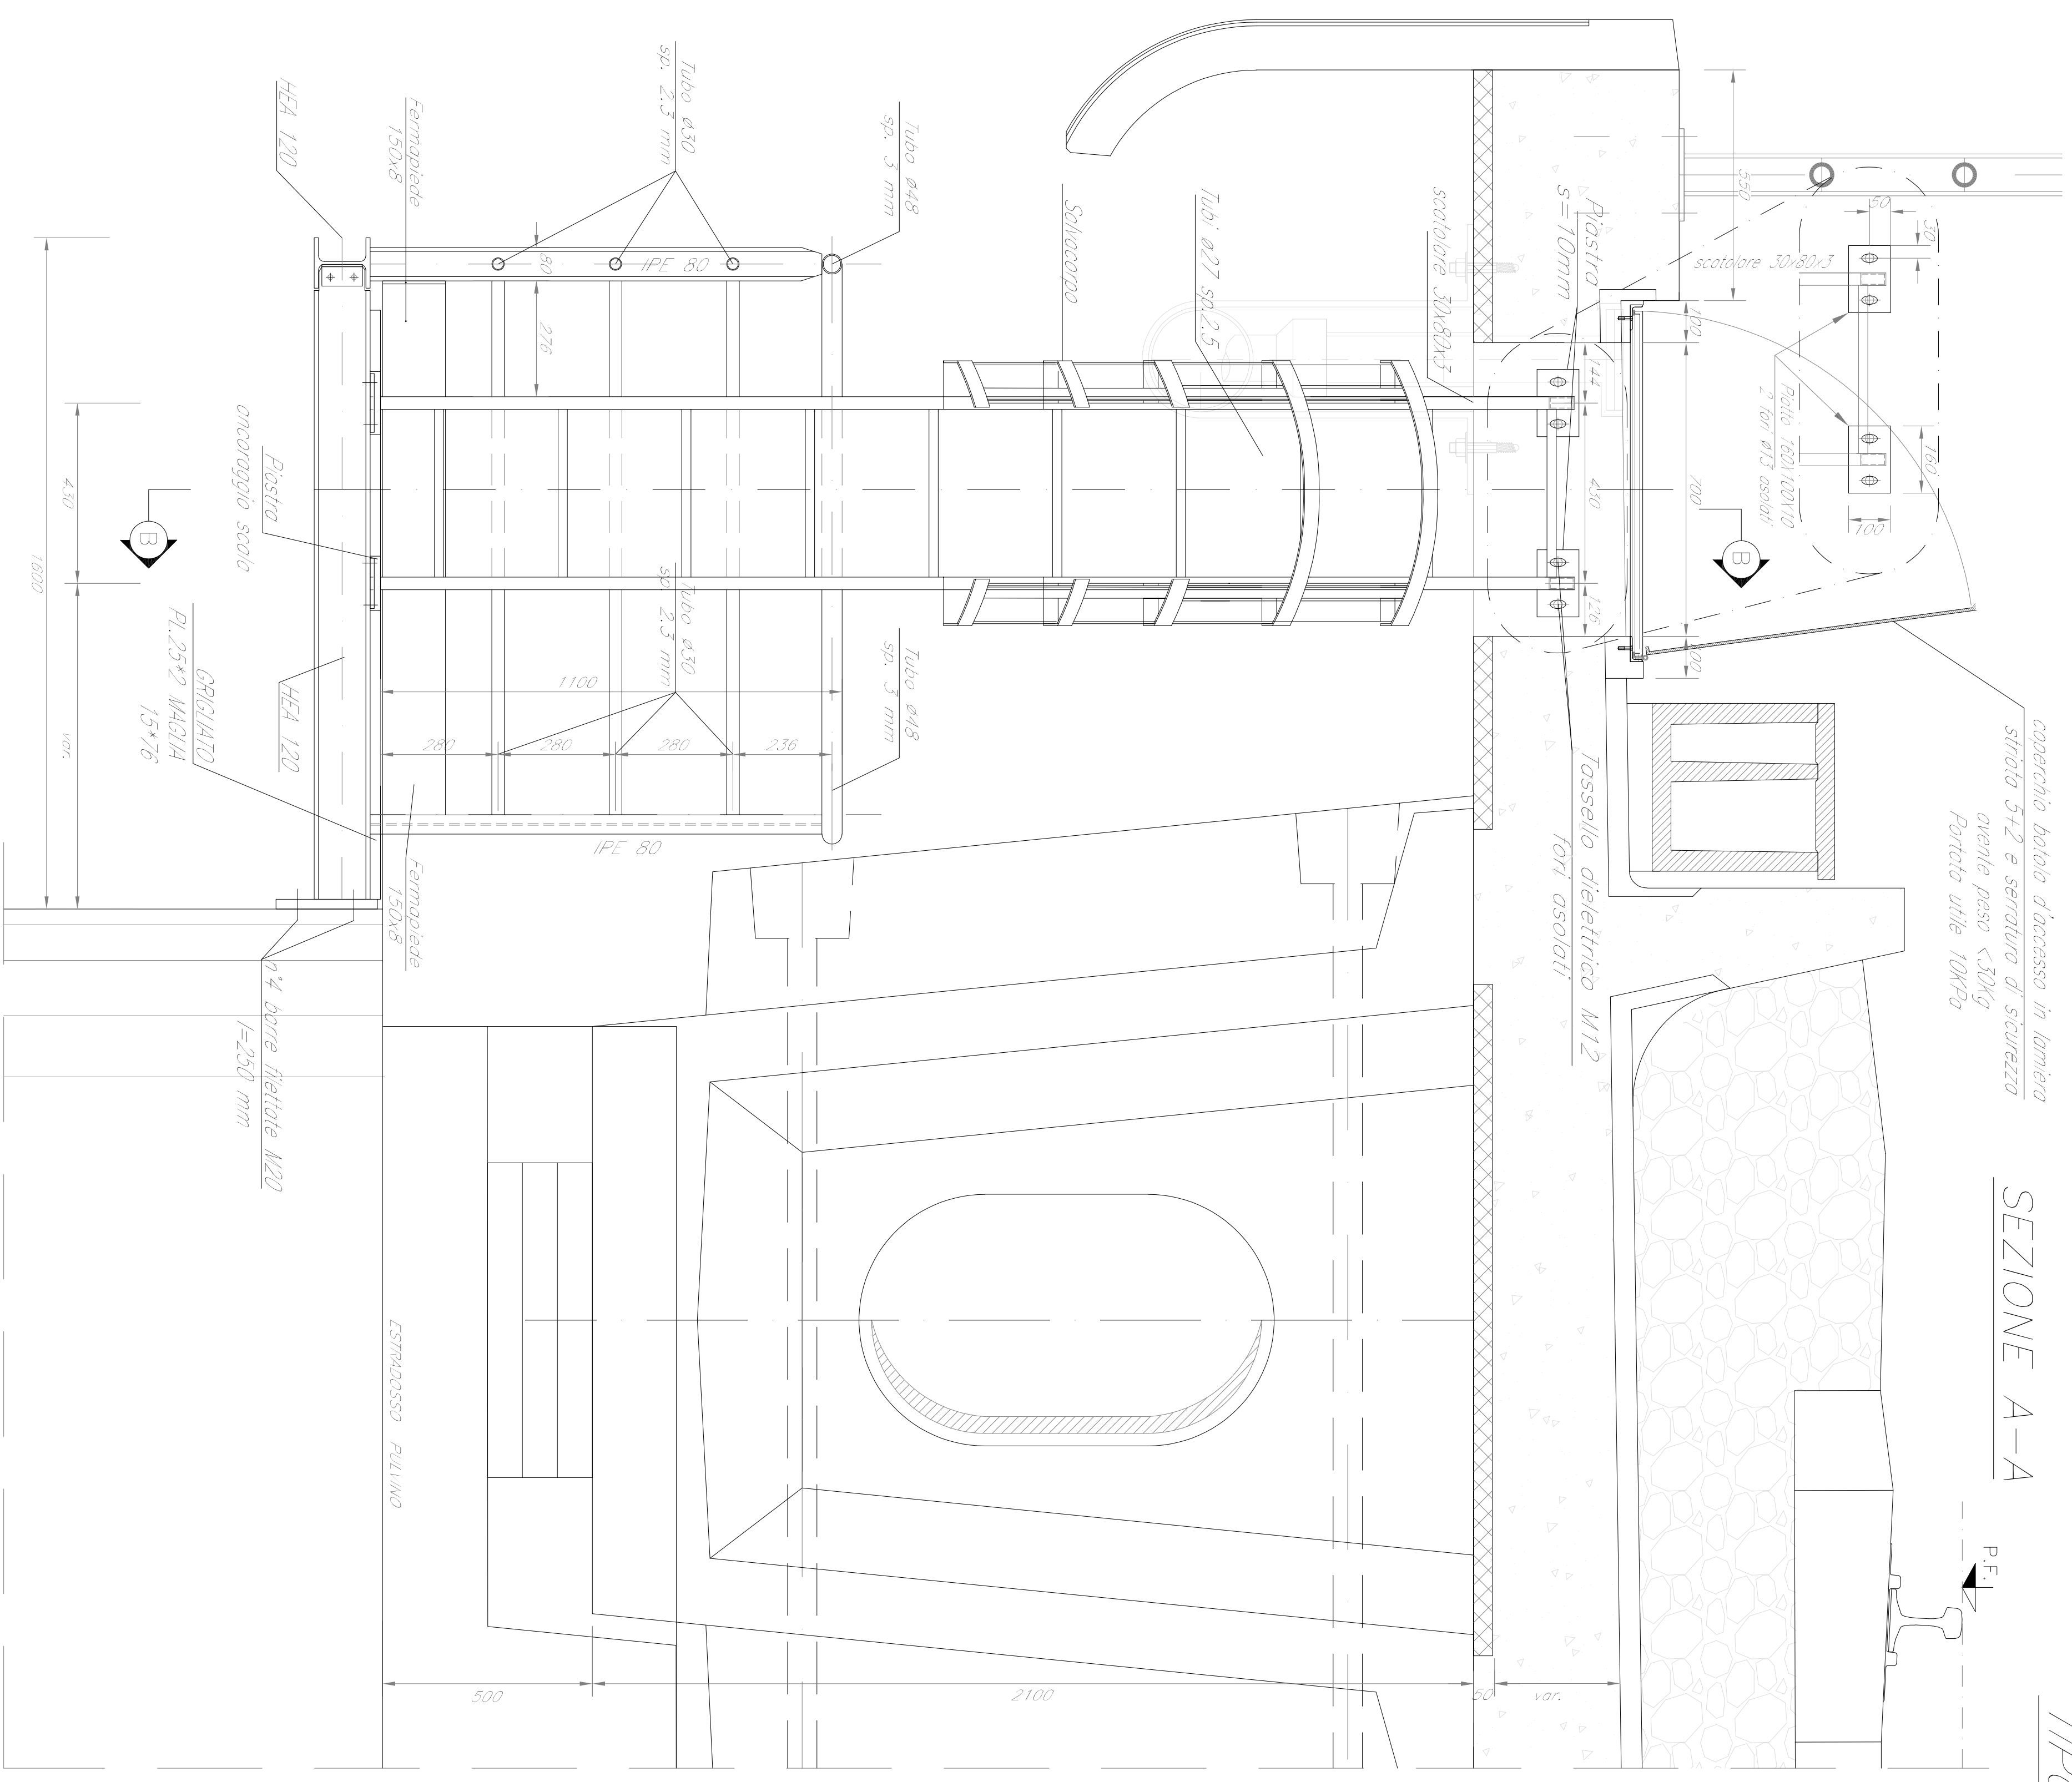 SEZIONE A-A
P.F.
coperchio botola d'accesso in lamiera
striata 5+2 e serratura di sicurezza
avente peso <30kg
Portata utile 10KPa
scatolare 30x80x3
Piatto 160X100X10
2 fori ø13 asolati
50
30
160
100
B
550
100
700
100
Piastra
s=10mm
144
430
126
scatolare 30x80x3
Tassello dielettrico M12
fori asolati
Tubi ø27 sp.2.5
Salvacorpo
50
var.
2100
500
Tubo ø48
sp. 3 mm
Tubo ø48
sp. 3 mm
Tubo ø30
sp. 2.3 mm
Tubo ø30
sp. 2.3 mm
IPE 80
IPE 80
80
276
1100
236
280
280
280
Fermapiede
150x8
Fermapiede
150x8
ESTRADOSSO PULVINO
HEA 120
HEA 120
Piastra
ancoraggio scala
GRIGLIATO
PL.25*2 MAGLIA
15*76
n°4 barre filettate M20
l=250 mm
B
430
var.
1600